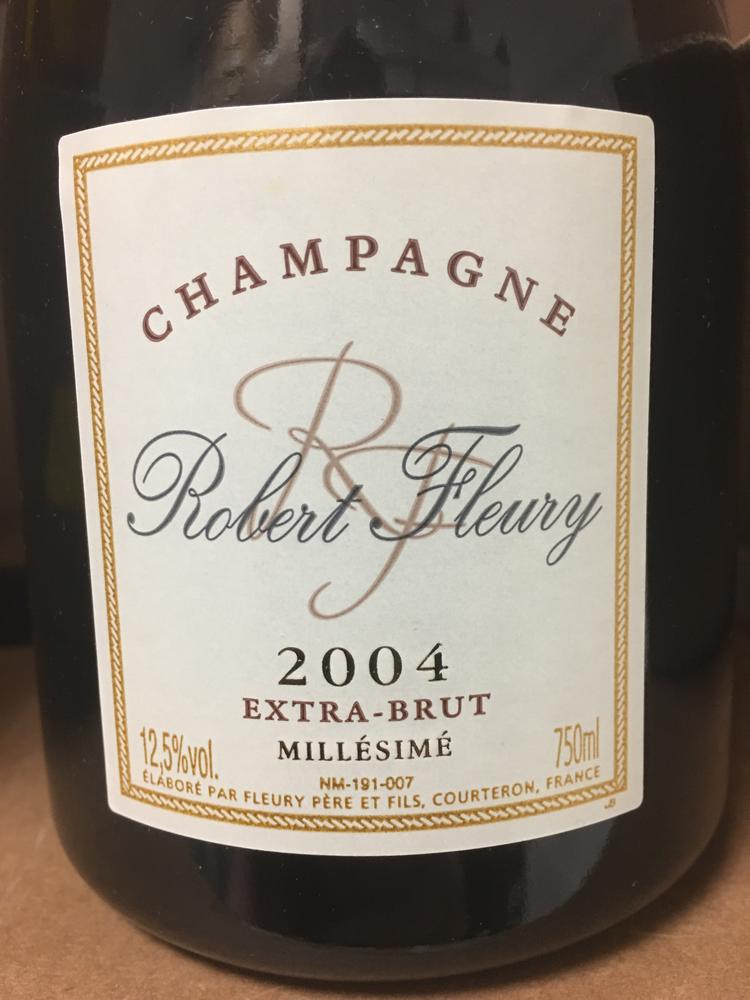 CHAMPAGNE
RF
Robert Fleury
2004
EXTRA-BRUT
MILLÉSIMÉ
12,5%vol.
750ml
NM-191-007
ÉLABORÉ PAR FLEURY PÈRE ET FILS, COURTERON, FRANCE